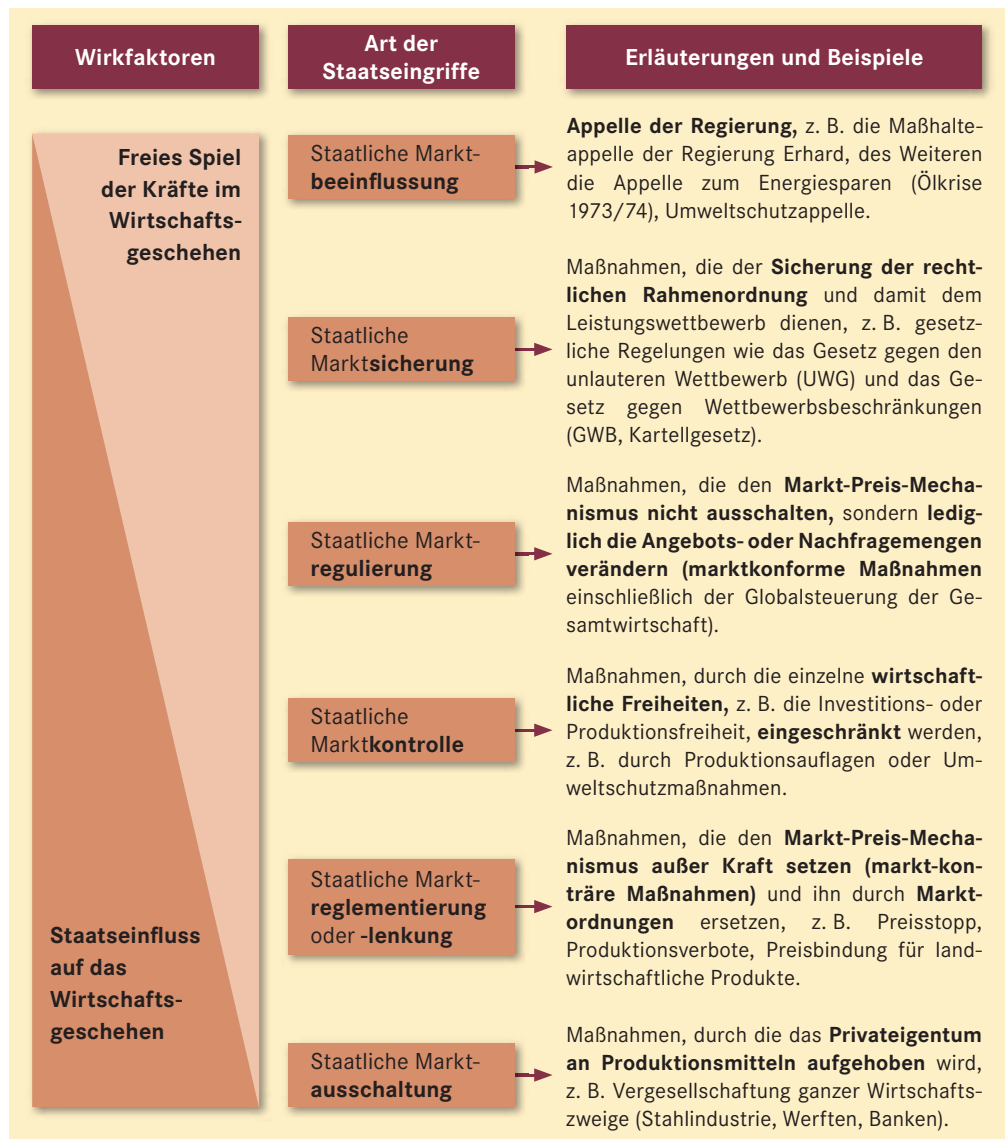 Wirkfaktoren
Art der
Staatseingriffe
Erläuterungen und Beispiele
Freies Spiel
der Kräfte im
Wirtschafts-
geschehen
Staatseinfluss
auf das
Wirtschafts-
geschehen
Staatliche Markt-
beeinflussung
Appelle der Regierung, z. B. die Maßhalte-
appelle der Regierung Erhard, des Weiteren
die Appelle zum Energiesparen (Ölkrise
1973/74), Umweltschutzappelle.
Staatliche
Marktsicherung
Maßnahmen, die der Sicherung der recht-
lichen Rahmenordnung und damit dem
Leistungswettbewerb dienen, z. B. gesetz-
liche Regelungen wie das Gesetz gegen den
unlauteren Wettbewerb (UWG) und das Ge-
setz gegen Wettbewerbsbeschränkungen
(GWB, Kartellgesetz).
Staatliche Markt-
regulierung
Maßnahmen, die den Markt-Preis-Mecha-
nismus nicht ausschalten, sondern ledig-
lich die Angebots- oder Nachfragemengen
verändern (marktkonforme Maßnahmen
einschließlich der Globalsteuerung der Ge-
samtwirtschaft).
Staatliche
Marktkontrolle
Maßnahmen, durch die einzelne wirtschaft-
liche Freiheiten, z. B. die Investitions- oder
Produktionsfreiheit, eingeschränkt werden,
z. B. durch Produktionsauflagen oder Um-
weltschutzmaßnahmen.
Staatliche Markt-
reglementierung
oder -lenkung
Maßnahmen, die den Markt-Preis-Mecha-
nismus außer Kraft setzen (markt-kon-
träre Maßnahmen) und ihn durch Markt-
ordnungen ersetzen, z. B. Preisstopp,
Produktionsverbote, Preisbindung für land-
wirtschaftliche Produkte.
Staatliche Markt-
ausschaltung
Maßnahmen, durch die das Privateigentum
an Produktionsmitteln aufgehoben wird,
z. B. Vergesellschaftung ganzer Wirtschafts-
zweige (Stahlindustrie, Werften, Banken).